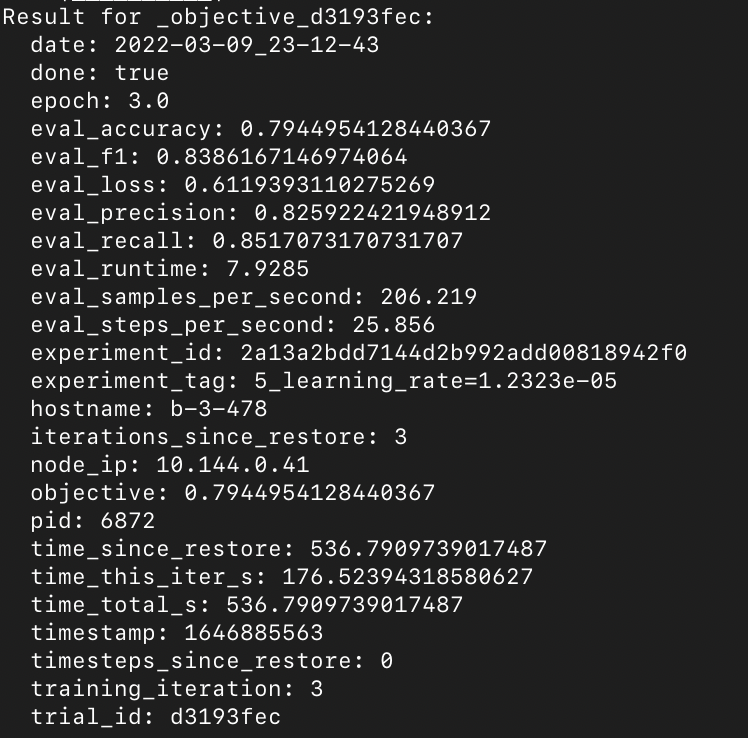 Result for _objective_d3193fec:
date: 2022-03-09_23-12-43
done: true
epoch: 3.0
eval_accuracy: 0.7944954128440367
eval_f1: 0.8386167146974064
eval_loss: 0.6119393110275269
eval_precision: 0.825922421948912
eval_recall: 0.8517073170731707
eval_runtime: 7.9285
eval_samples_per_second: 206.219
eval_steps_per_second: 25.856
experiment_id: 2a13a2bdd7144d2b992add00818942f0
experiment_tag: 5_learning_rate=1.2323e-05
hostname: b-3-478
iterations_since_restore: 3
node_ip: 10.144.0.41
objective: 0.7944954128440367
pid: 6872
time_since_restore: 536.7909739017487
time_this_iter_s: 176.52394318580627
time_total_s: 536.7909739017487
timestamp: 1646885563
timesteps_since_restore: 0
training_iteration: 3
trial_id: d3193fec